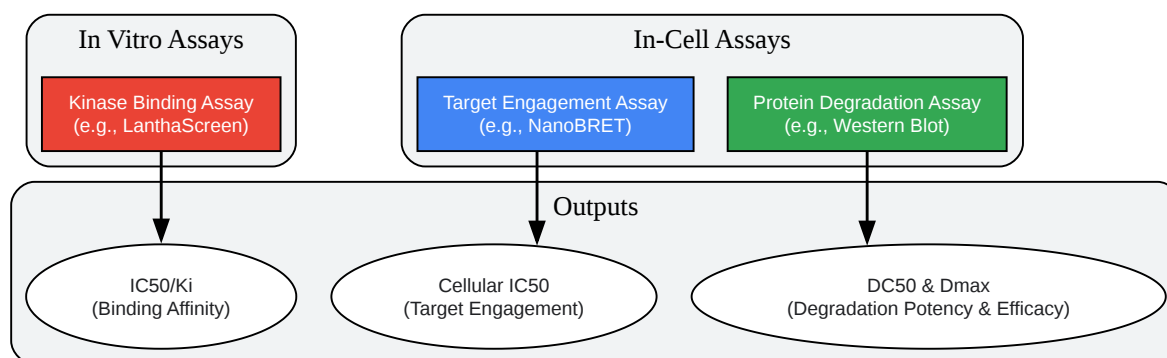 In Vitro Assays
In-Cell Assays
Kinase Binding Assay
(e.g., LanthaScreen)
Target Engagement Assay
(e.g., NanoBRET)
Protein Degradation Assay
(e.g., Western Blot)
Outputs
IC50/Ki
(Binding Affinity)
Cellular IC50
(Target Engagement)
DC50 & Dmax
(Degradation Potency & Efficacy)